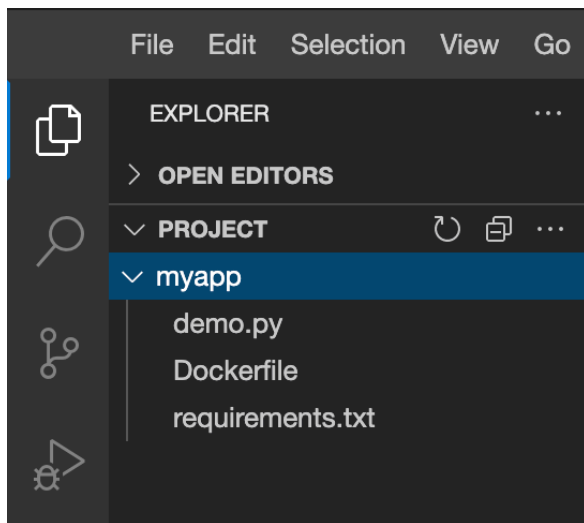 File Edit Selection View Go
EXPLORER
OPEN EDITORS
PROJECT
myapp
demo.py
Dockerfile
requirements.txt